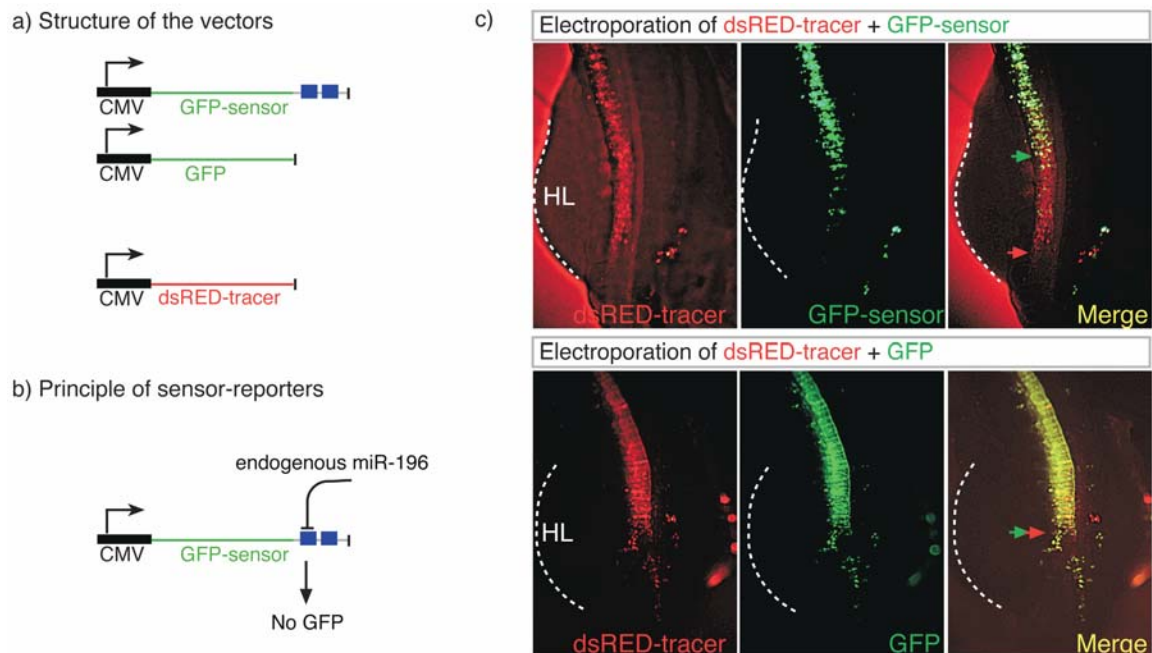 a) Structure of the vectors
CMV
GFP-sensor
CMV
GFP
CMV
dsRED-tracer
b) Principle of sensor-reporters
endogenous miR-196
CMV
GFP-sensor
No GFP
c)
Electroporation of dsRED-tracer + GFP-sensor
HL
dsRED-tracer
GFP-sensor
Merge
Electroporation of dsRED-tracer + GFP
HL
dsRED-tracer
GFP
Merge